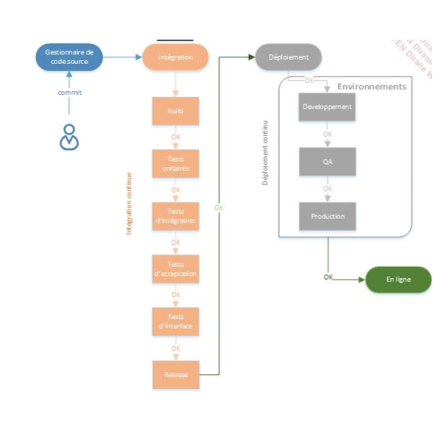 Gestionnaire de
code source
Intégration
Déploiement
commit
OK
Environnements
build
Developpement
OK
OK
Tests
unitaires
QA
OK
OK
Tests
d'intégration
Production
OK
Intégration continue
Déploiement continu
OK
Tests
d'acceptation
OK
En ligne
OK
Tests
d'interface
OK
Release